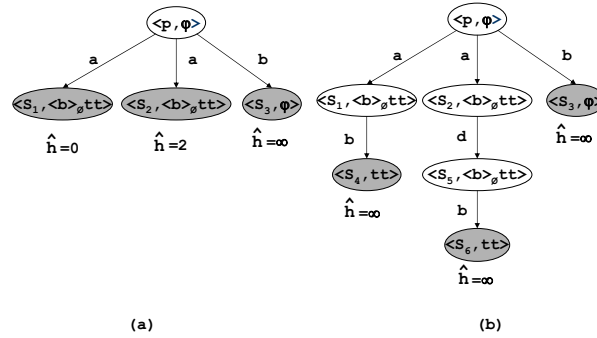 <p,φ>
a a b
<S₁,<b>ₒ̸tt> <S₂,<b>ₒ̸tt> <S₃,φ>
ĥ=0 ĥ=2 ĥ=∞
(a)
<p,φ>
a a b
<S₁,<b>ₒ̸tt> <S₂,<b>ₒ̸tt> <S₃,φ>
ĥ=∞
b d
<S₄,tt> <S₅,<b>ₒ̸tt>
ĥ=∞
b
<S₆,tt>
ĥ=∞
(b)